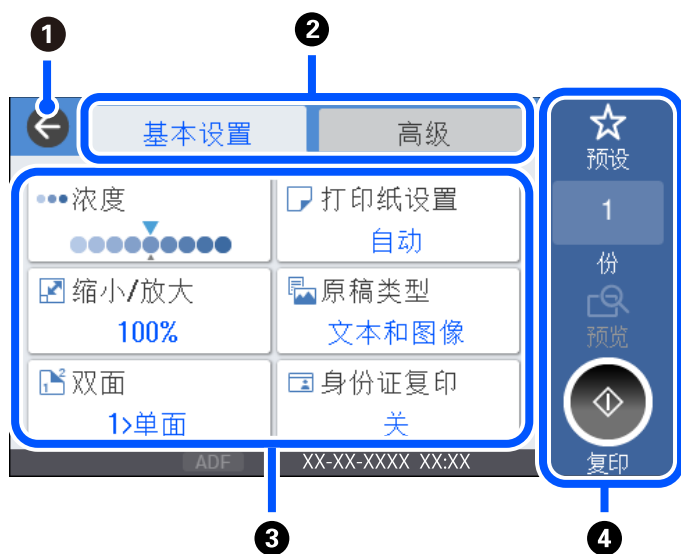 1
2
基本设置
高级
浓度
打印纸设置
自动
缩小/放大
100%
原稿类型
文本和图像
1 2
双面
1>单面
身份证复印
关
ADF
XX-XX-XXXX XX:XX
预设
1
份
预览
复印
3
4